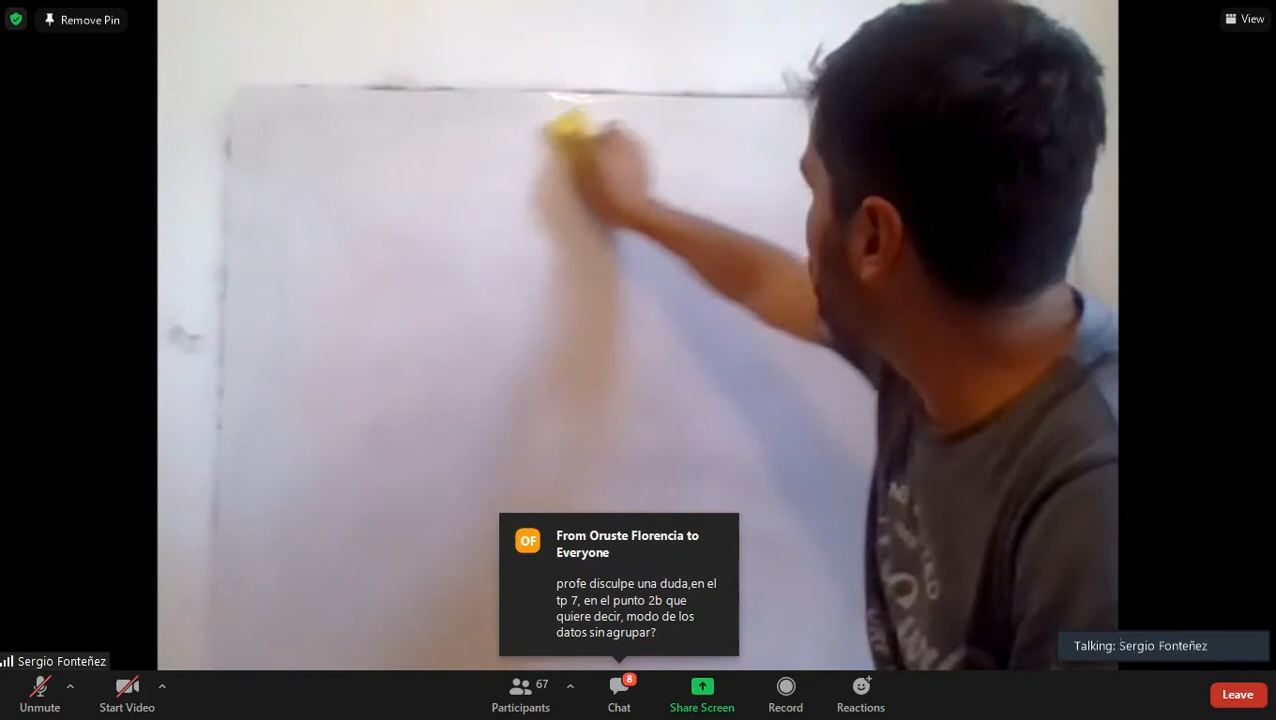 Remove Pin
View
From Oruste Florencia to
Everyone
OF
profe disculpe una duda,en el
tp 7, en el punto 2b que
quiere decir, modo de los
datos sin agrupar?
Talking: Sergio Fonteñez
Sergio Fonteñez
67
8
Unmute
Start Video
Participants
Chat
Share Screen
Record
Reactions
Leave